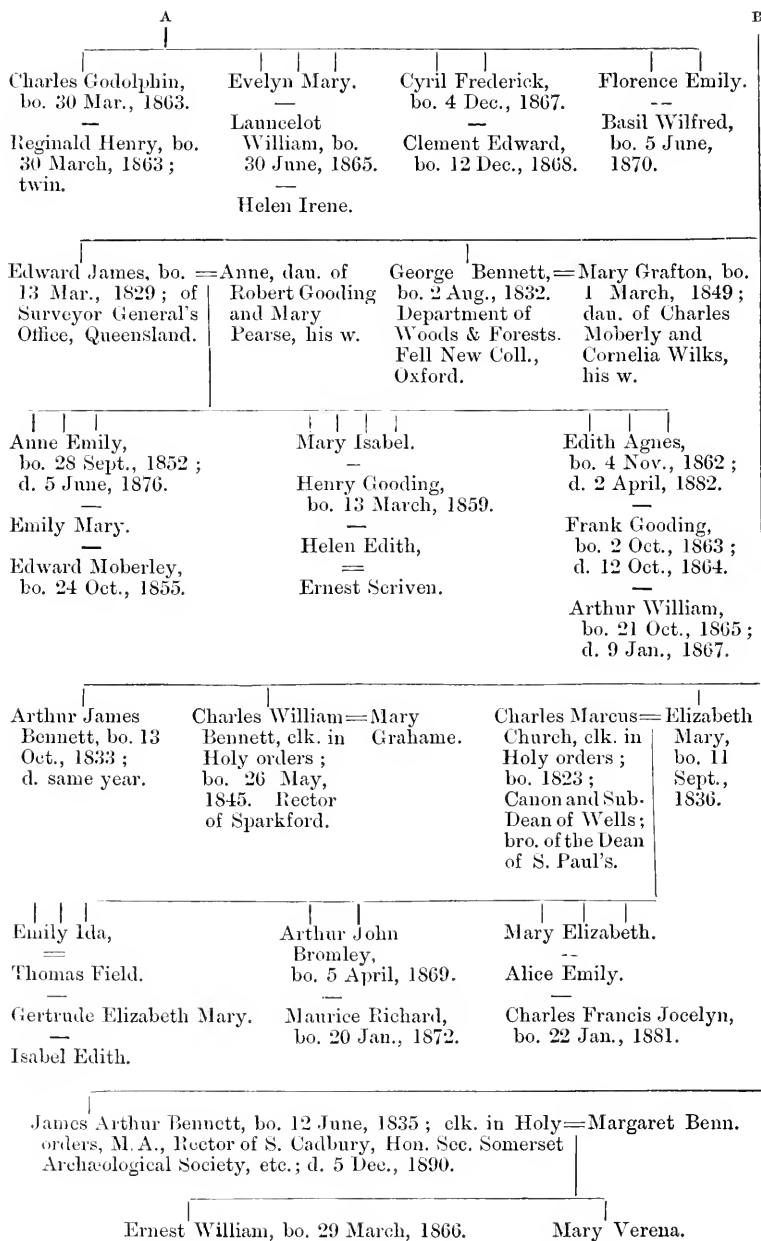 A
B
Charles Godolphin,
bo. 30 Mar., 1863.
—
Reginald Henry, bo.
30 March, 1863 ;
twin.
Evelyn Mary.
—
Launcelot
William, bo.
30 June, 1865.
—
Helen Irene.
Cyril Frederick,
bo. 4 Dec., 1867.
—
Clement Edward,
bo. 12 Dec., 1868.
Florence Emily.
--
Basil Wilfred,
bo. 5 June,
1870.
Edward James, bo.
13 Mar., 1829 ; of
Surveyor General's
Office, Queensland.
=Anne, dau. of
Robert Gooding
and Mary
Pearse, his w.
George Bennett,
bo. 2 Aug., 1832.
Department of
Woods & Forests.
Fell New Coll.,
Oxford.
=Mary Grafton, bo.
1 March, 1849 ;
dau. of Charles
Moberly and
Cornelia Wilks,
his w.
Anne Emily,
bo. 28 Sept., 1852 ;
d. 5 June, 1876.
—
Emily Mary.
—
Edward Moberley,
bo. 24 Oct., 1855.
Mary Isabel.
—
Henry Gooding,
bo. 13 March, 1859.
—
Helen Edith,
=
Ernest Scriven.
Edith Agnes,
bo. 4 Nov., 1862 ;
d. 2 April, 1882.
—
Frank Gooding,
bo. 2 Oct., 1863 ;
d. 12 Oct., 1864.
—
Arthur William,
bo. 21 Oct., 1865 ;
d. 9 Jan., 1867.
Arthur James
Bennett, bo. 13
Oct., 1833 ;
d. same year.
Charles William
Bennett, clk. in
Holy orders ;
bo. 26 May,
1845. Rector
of Sparkford.
=Mary
Grahame.
Charles Marcus
Church, clk. in
Holy orders ;
bo. 1823 ;
Canon and Sub-
Dean of Wells ;
bro. of the Dean
of S. Paul's.
=Elizabeth
Mary,
bo. 11
Sept.,
1836.
Emily Ida,
=
Thomas Field.
—
Gertrude Elizabeth Mary.
—
Isabel Edith.
Arthur John
Bromley,
bo. 5 April, 1869.
—
Maurice Richard,
bo. 20 Jan., 1872.
Mary Elizabeth.
--
Alice Emily.
—
Charles Francis Jocelyn,
bo. 22 Jan., 1881.
James Arthur Bennett, bo. 12 June, 1835 ; clk. in Holy=Margaret Benn.
orders, M.A., Rector of S. Cadbury, Hon. Sec. Somerset
Archæological Society, etc.; d. 5 Dec., 1890.
Ernest William, bo. 29 March, 1866.
Mary Verena.